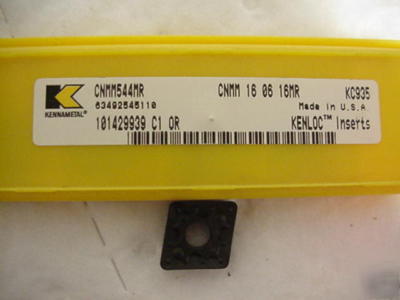 CNMM544MR CNMM 16 06 16MR KC935
63492545110 Made in U.S.A
KENNAMETAL® 101429939 C1 OR KENLOC™ Inserts